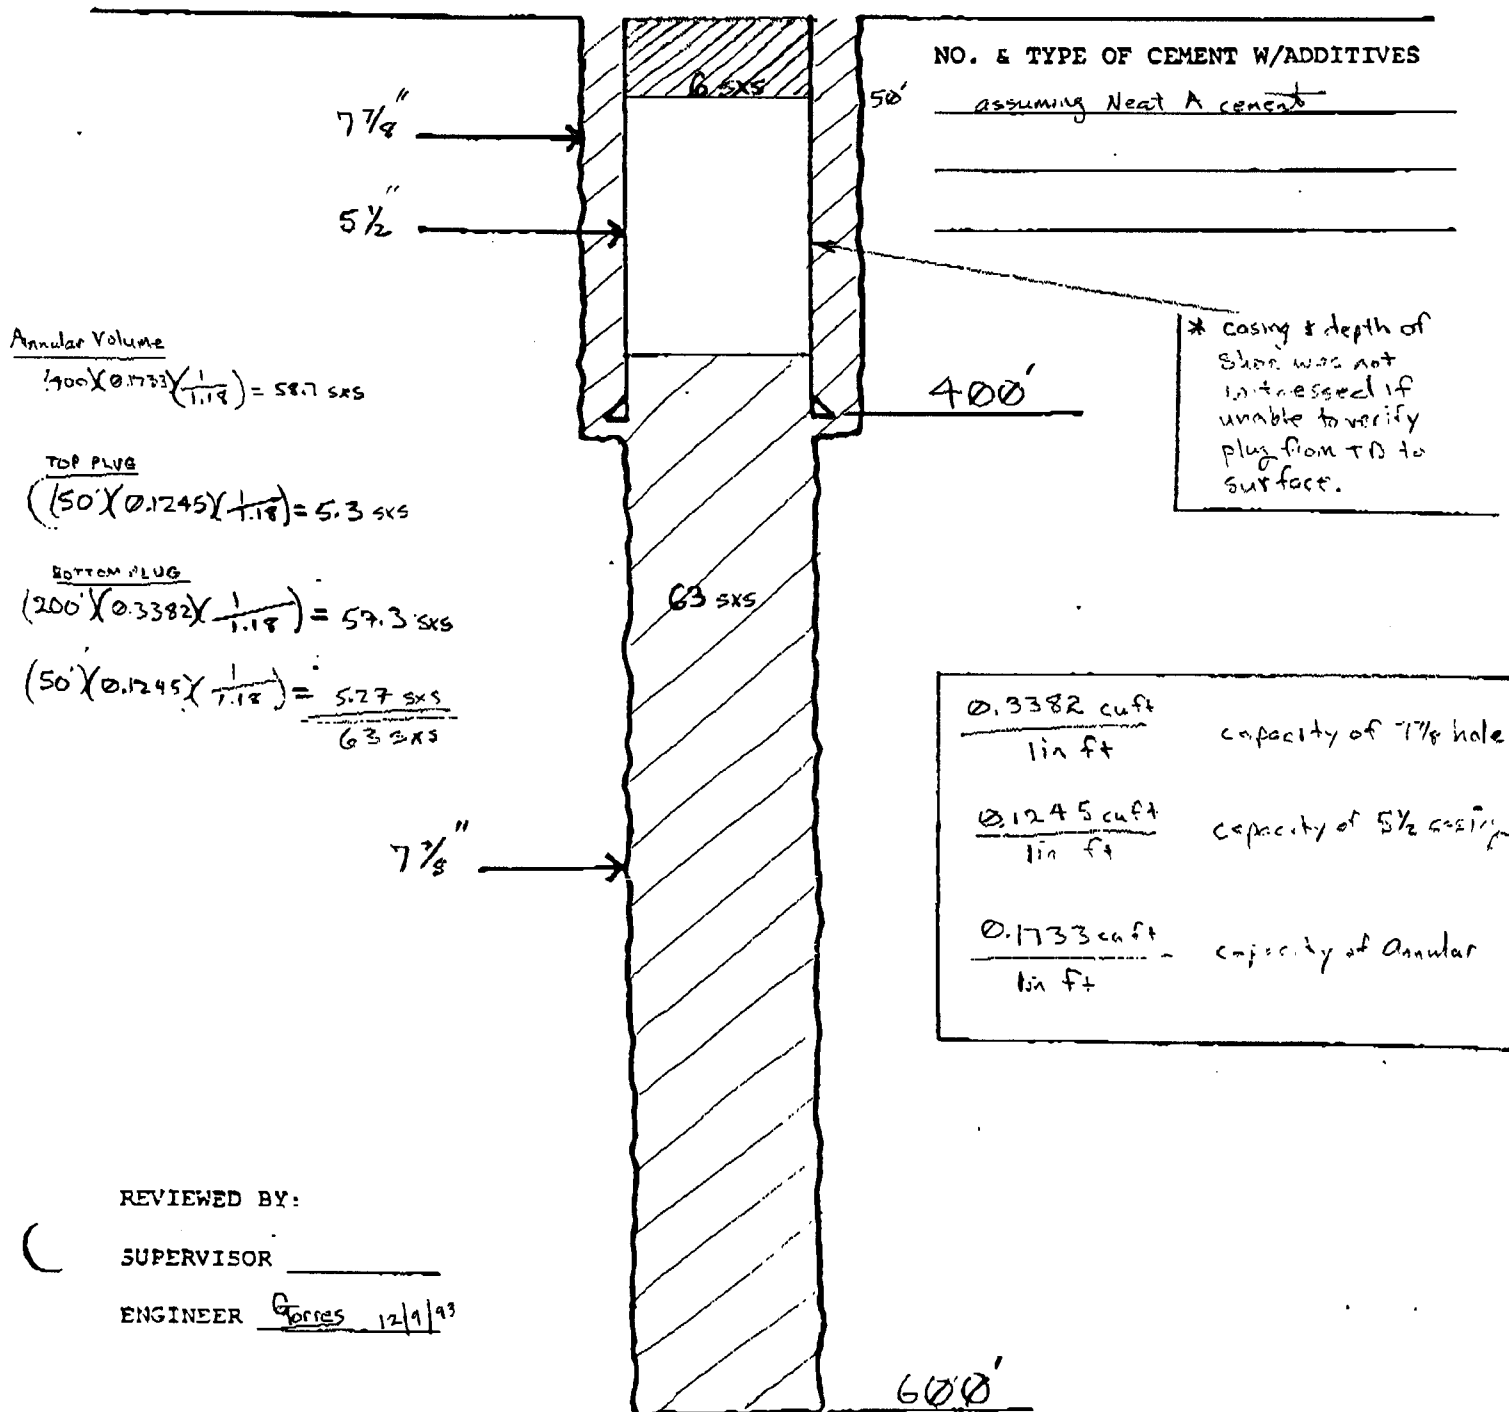 NO. & TYPE OF CEMENT W/ADDITIVES
assuming Neat A cement
6 sxs
50'
7 7/8"
5 1/2"
* casing & depth of
shoe was not
witnessed if
unable to verify
plug from TD to
surface.
400'
Annular Volume
(400)(0.1733)(1/1.18) = 58.7 sxs
TOP PLUG
(50')(0.1245)(1/1.18) = 5.3 sxs
BOTTOM PLUG
(200')(0.3382)(1/1.18) = 57.3 sxs
(50')(0.1245)(1/1.18) = 5.27 sxs
63 sxs
63 sxs
0.3382 cuft / lin ft capacity of 7 7/8 hole
0.1245 cuft / lin ft capacity of 5 1/2 casing
0.1733 cuft / lin ft capacity of Annular
7 7/8"
REVIEWED BY:
SUPERVISOR
ENGINEER GTorres 12/9/93
600'